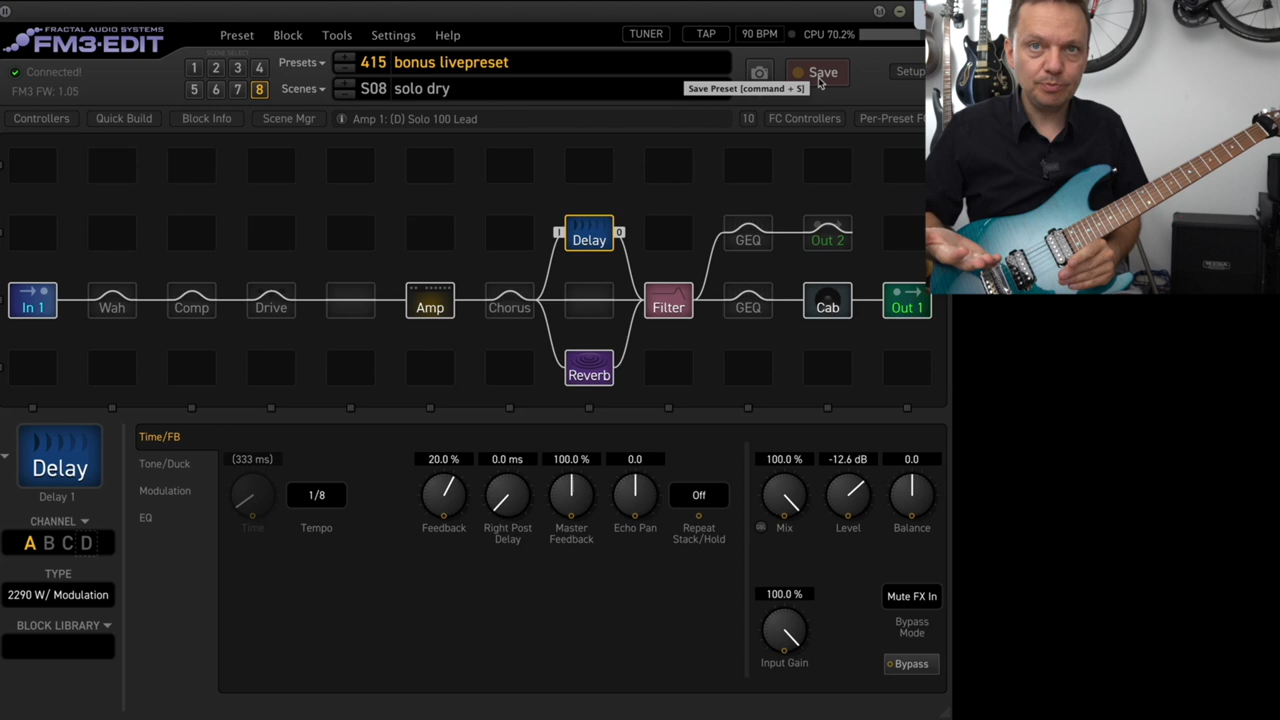 FRACTAL AUDIO SYSTEMS
FM3-EDIT
Preset Block Tools Settings Help
TUNER TAP 90 BPM CPU 70.2%
SCENE SELECT
1 2 3 4
5 6 7 8
Connected!
FM3 FW: 1.05
Presets 415 bonus livepreset
Scenes S08 solo dry
Save
Setup
Save Preset [command + S]
Controllers Quick Build Block Info Scene Mgr Amp 1: (D) Solo 100 Lead 10 FC Controllers Per-Preset F
I Delay O GEQ Out 2
In 1 Wah Comp Drive Amp Chorus Filter GEQ Cab Out 1
Reverb
Delay
Delay 1
CHANNEL
A B C D
TYPE
2290 W/ Modulation
BLOCK LIBRARY
Time/FB
Tone/Duck
Modulation
EQ
(333 ms) 20.0 % 0.0 ms 100.0 % 0.0 100.0 % -12.6 dB 0.0
1/8 Off
Time Tempo Feedback Right Post Delay Master Feedback Echo Pan Repeat Stack/Hold Mix Level Balance
100.0 %
Mute FX In
Bypass Mode
Input Gain
Bypass